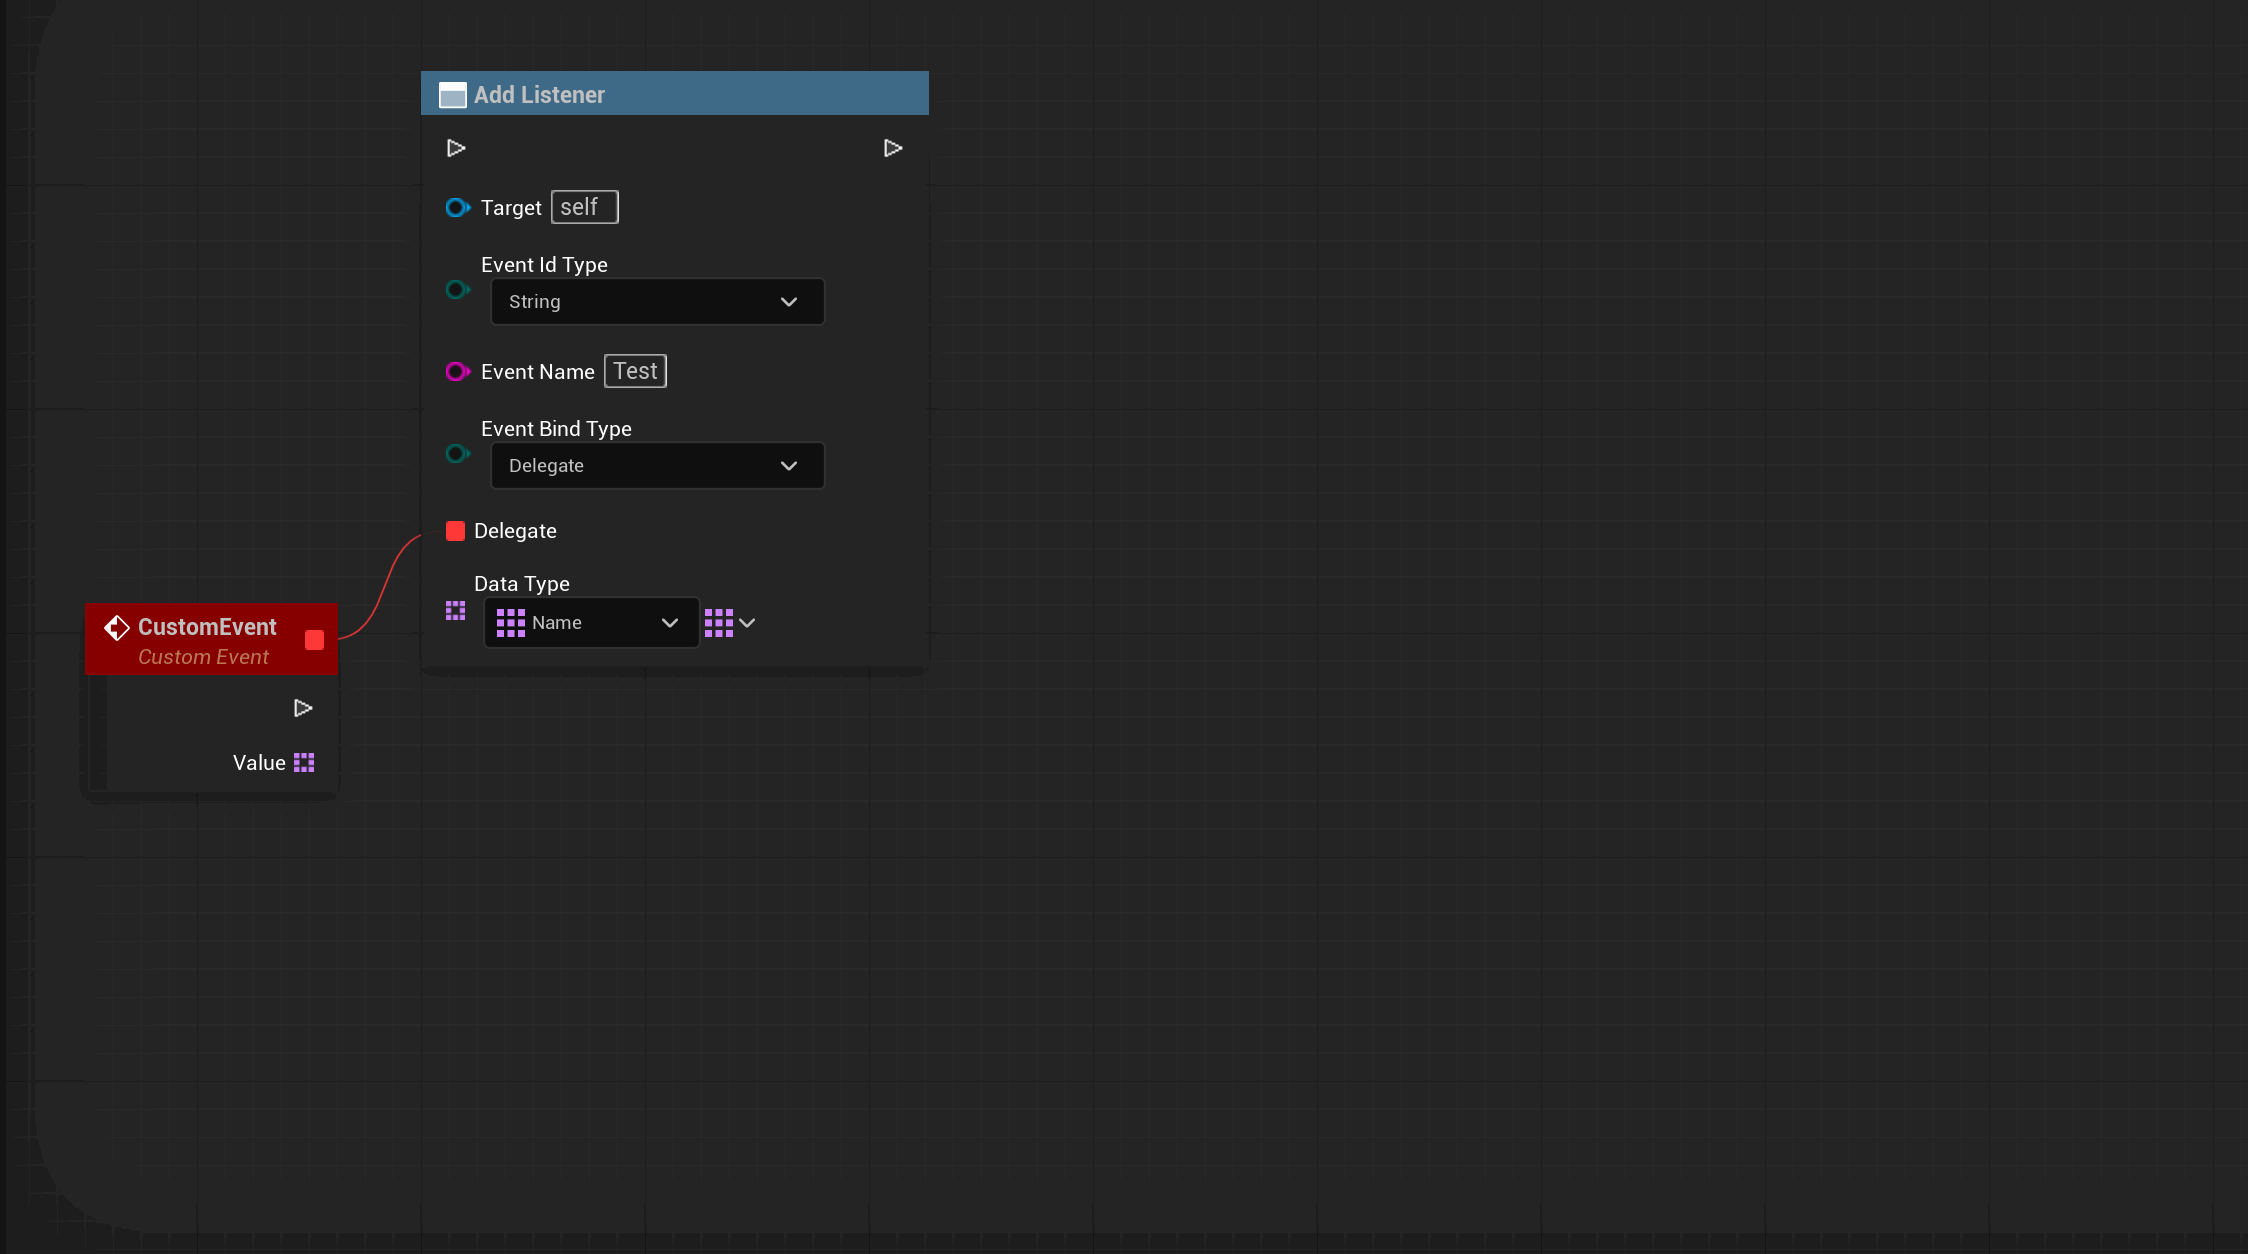 Add Listener
Target self
Event Id Type
String
Event Name Test
Event Bind Type
Delegate
Delegate
Data Type
Name
CustomEvent
Custom Event
Value